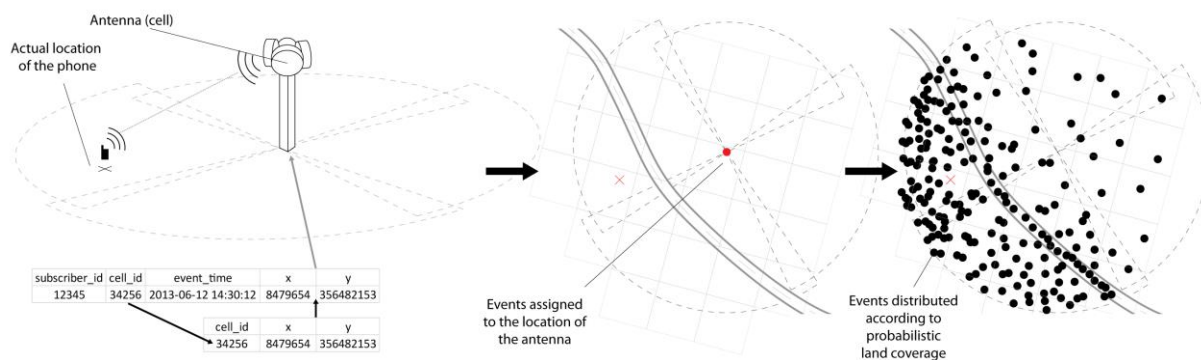 Antenna (cell)
Actual location
of the phone
subscriber_id cell_id event_time x y
12345 34256 2013-06-12 14:30:12 8479654 356482153
cell_id x y
34256 8479654 356482153
Events assigned
to the location of
the antenna
Events distributed
according to
probabilistic
land coverage